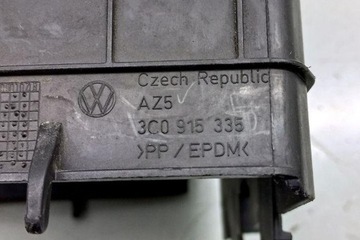 Czech Republic
AZ5
3C0 915 335
>PP/EPDM<